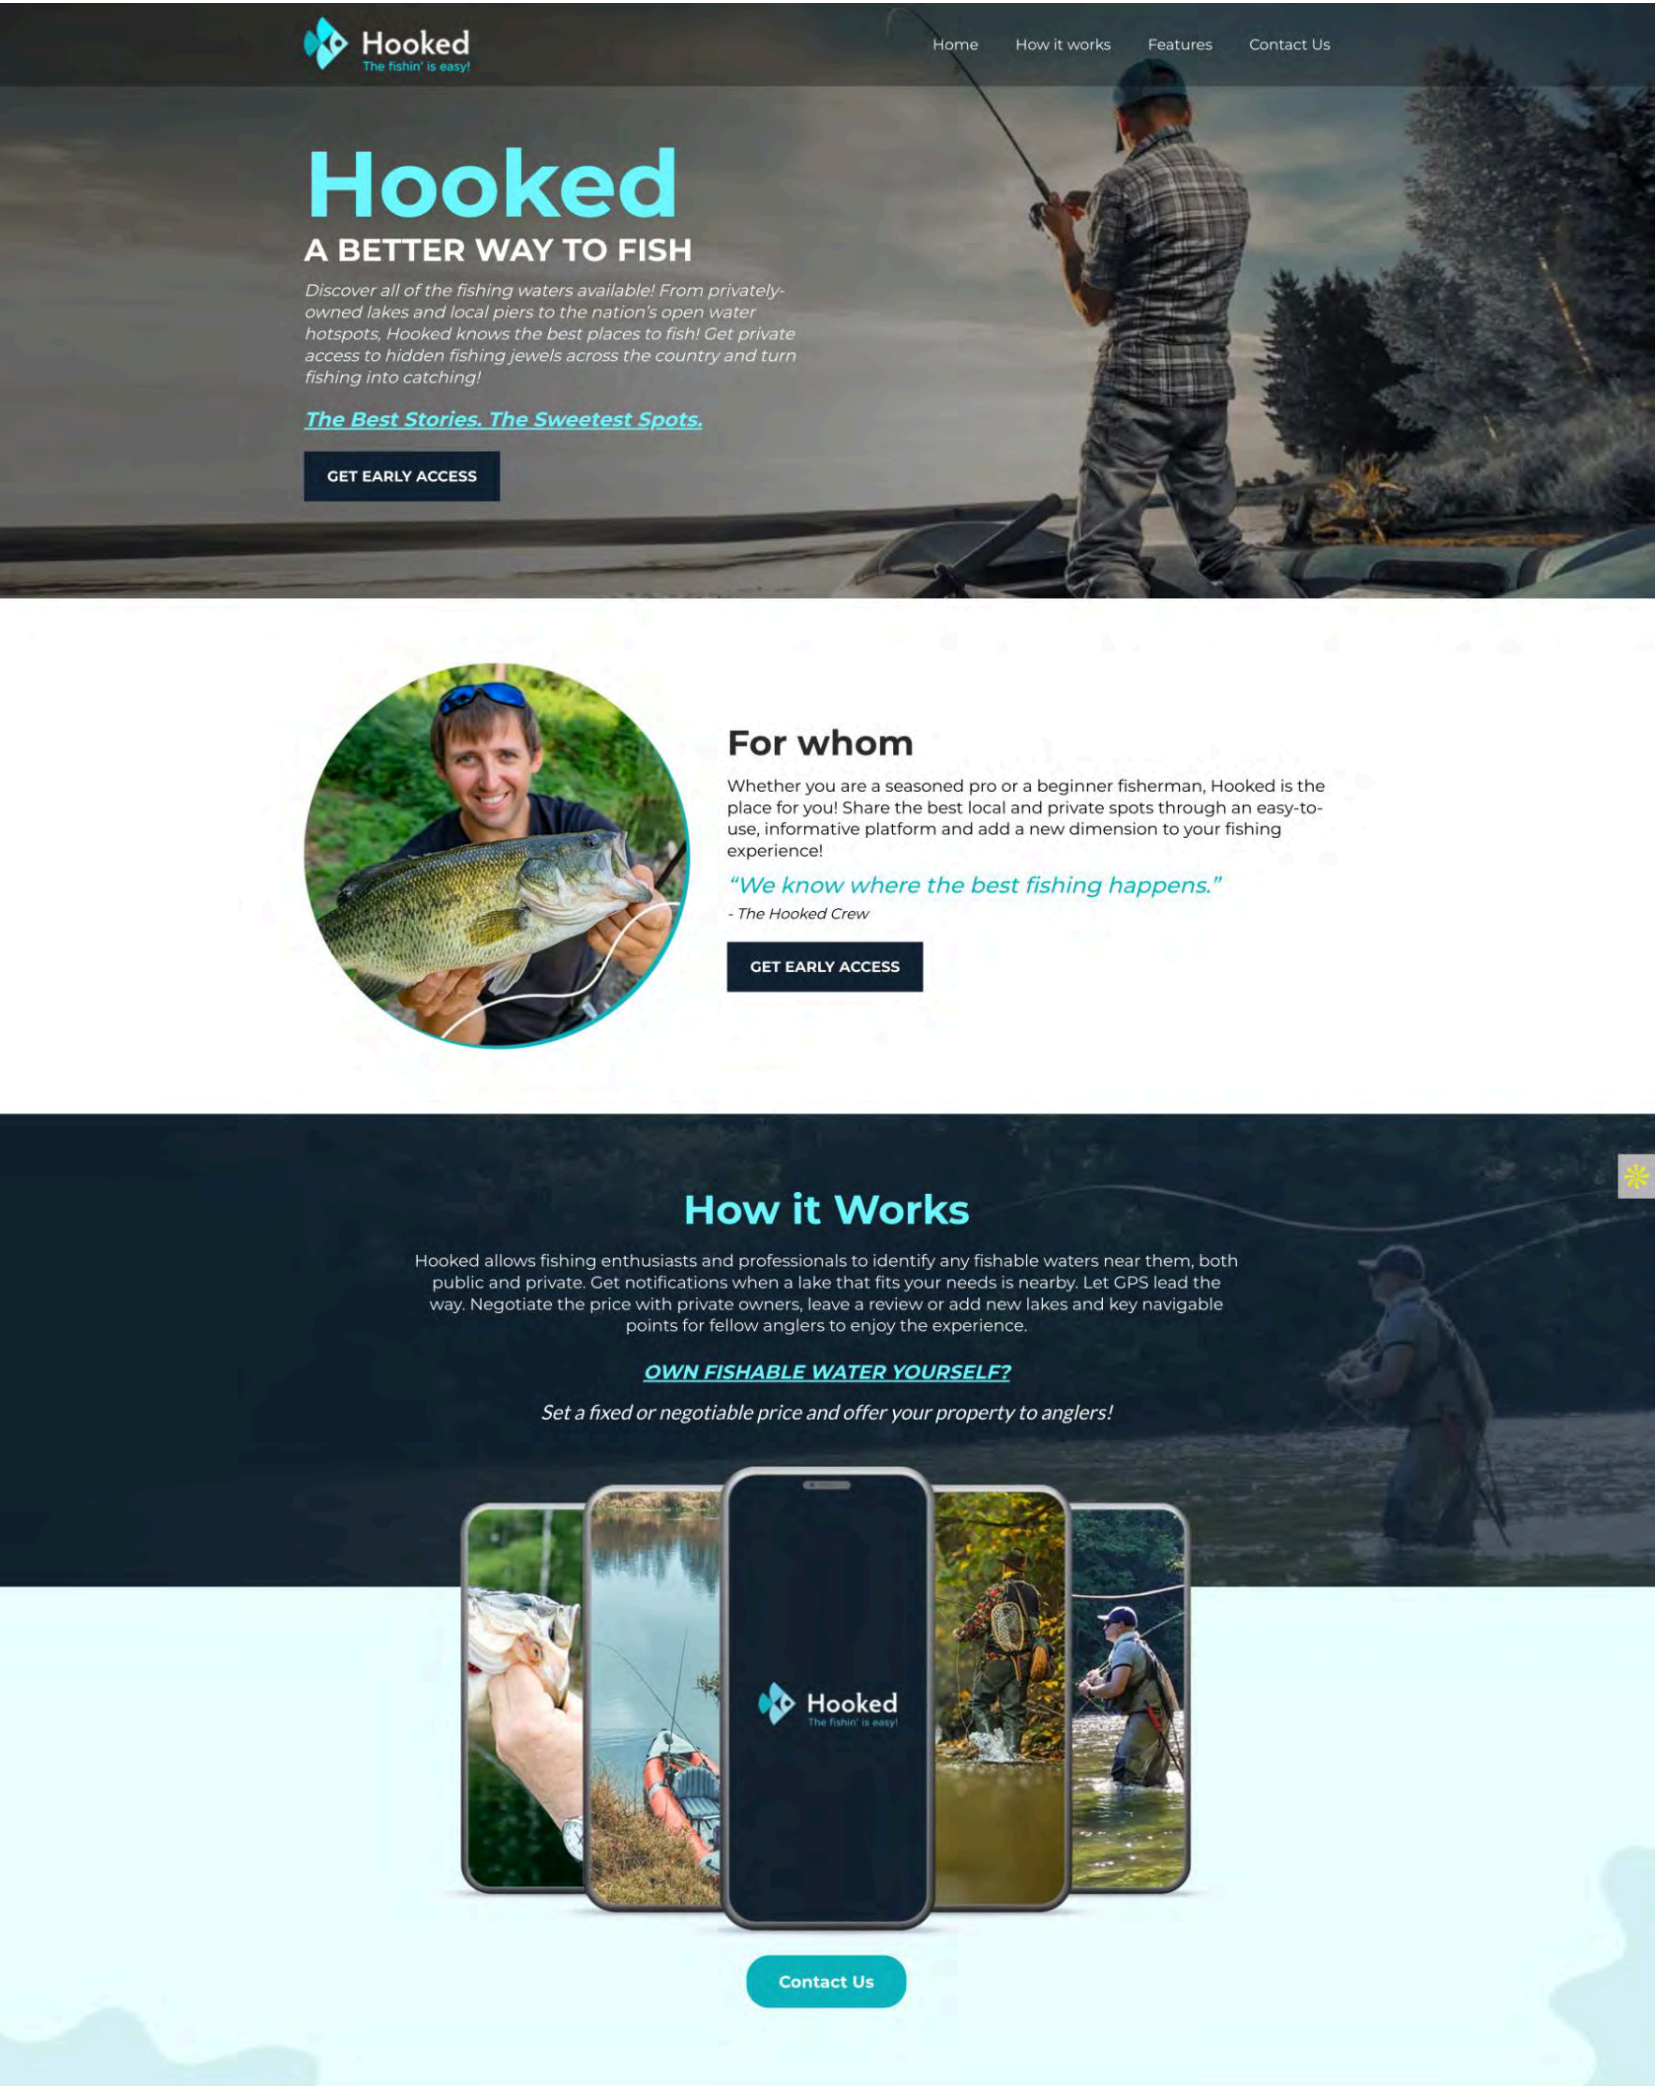 Hooked
The fishin' is easy!
Home How it works Features Contact Us
Hooked
A BETTER WAY TO FISH
Discover all of the fishing waters available! From privately-
owned lakes and local piers to the nation's open water
hotspots, Hooked knows the best places to fish! Get private
access to hidden fishing jewels across the country and turn
fishing into catching!
The Best Stories. The Sweetest Spots.
GET EARLY ACCESS
For whom
Whether you are a seasoned pro or a beginner fisherman, Hooked is the
place for you! Share the best local and private spots through an easy-to-
use, informative platform and add a new dimension to your fishing
experience!
“We know where the best fishing happens.”
- The Hooked Crew
GET EARLY ACCESS
How it Works
Hooked allows fishing enthusiasts and professionals to identify any fishable waters near them, both
public and private. Get notifications when a lake that fits your needs is nearby. Let GPS lead the
way. Negotiate the price with private owners, leave a review or add new lakes and key navigable
points for fellow anglers to enjoy the experience.
OWN FISHABLE WATER YOURSELF?
Set a fixed or negotiable price and offer your property to anglers!
Hooked
The fishin' is easy!
Contact Us